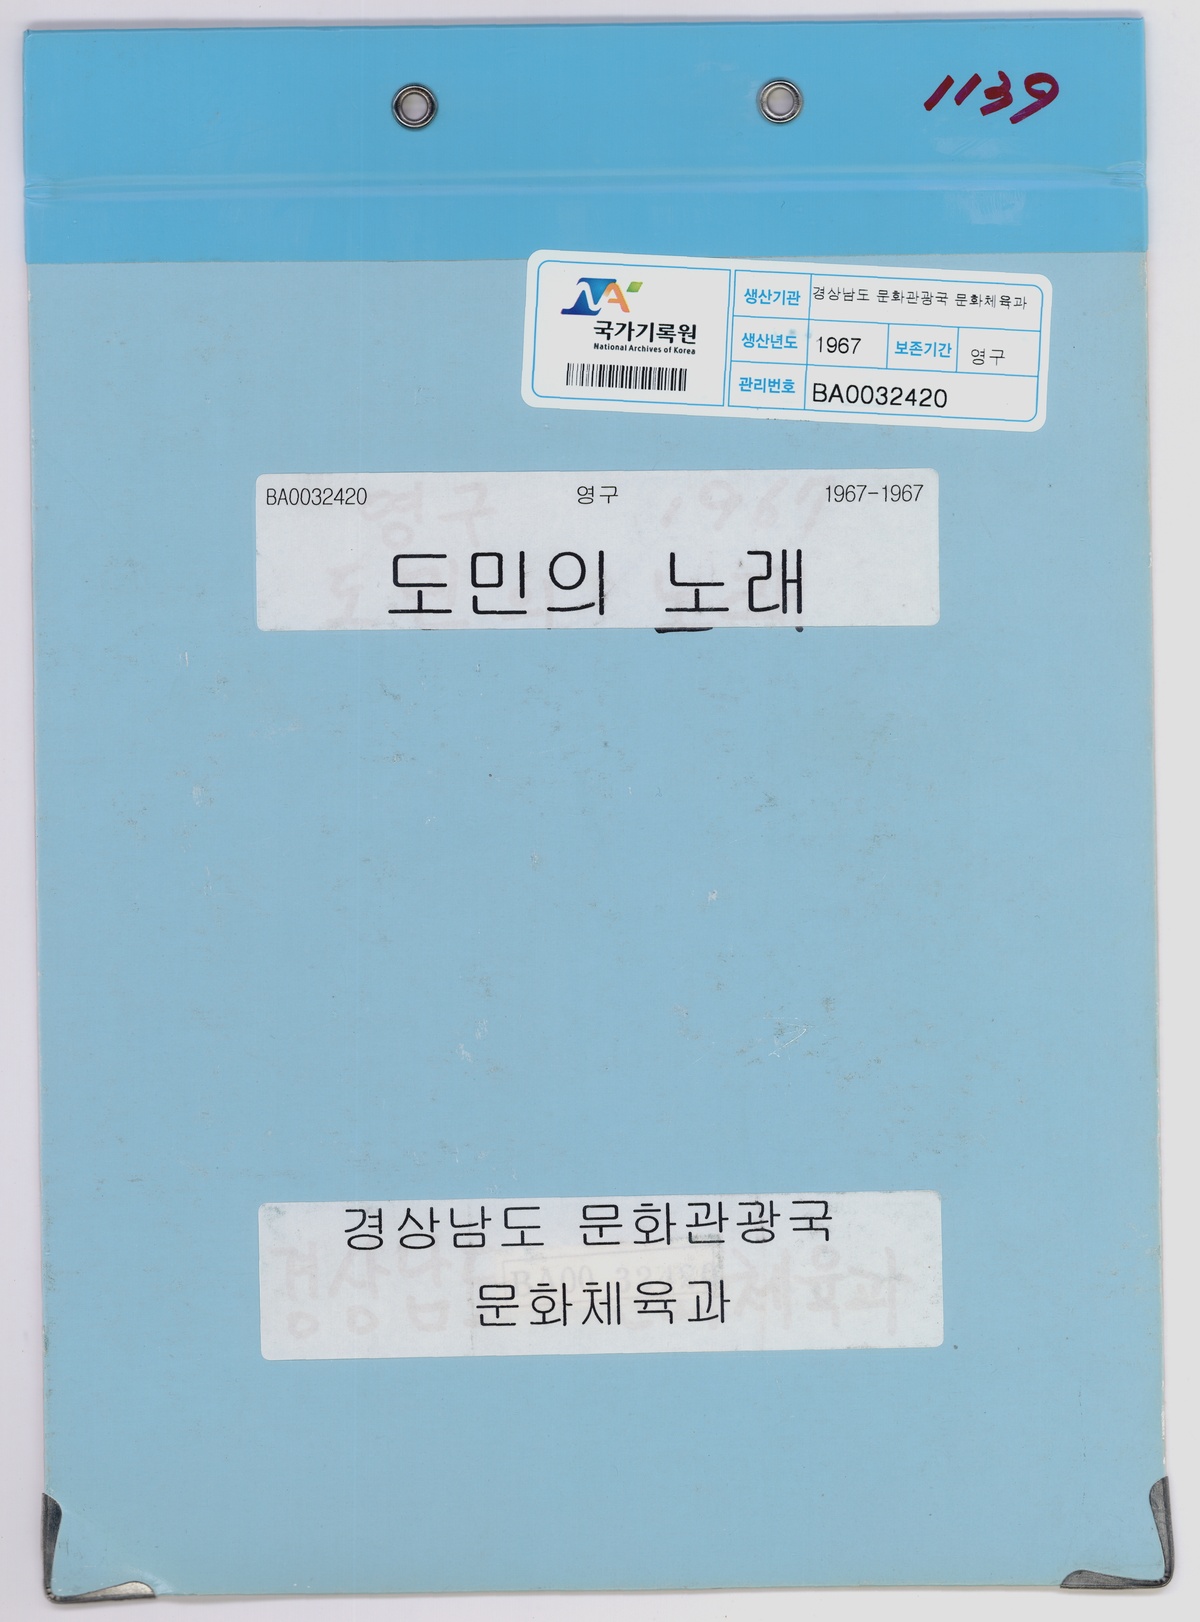 1139
국가기록원
National Archives of Korea
생산기관 경상남도 문화관광국 문화체육과
생산년도 1967 보존기간 영구
관리번호 BA0032420
BA0032420 영구 1967-1967
도민의 노래
경상남도 문화관광국
문화체육과